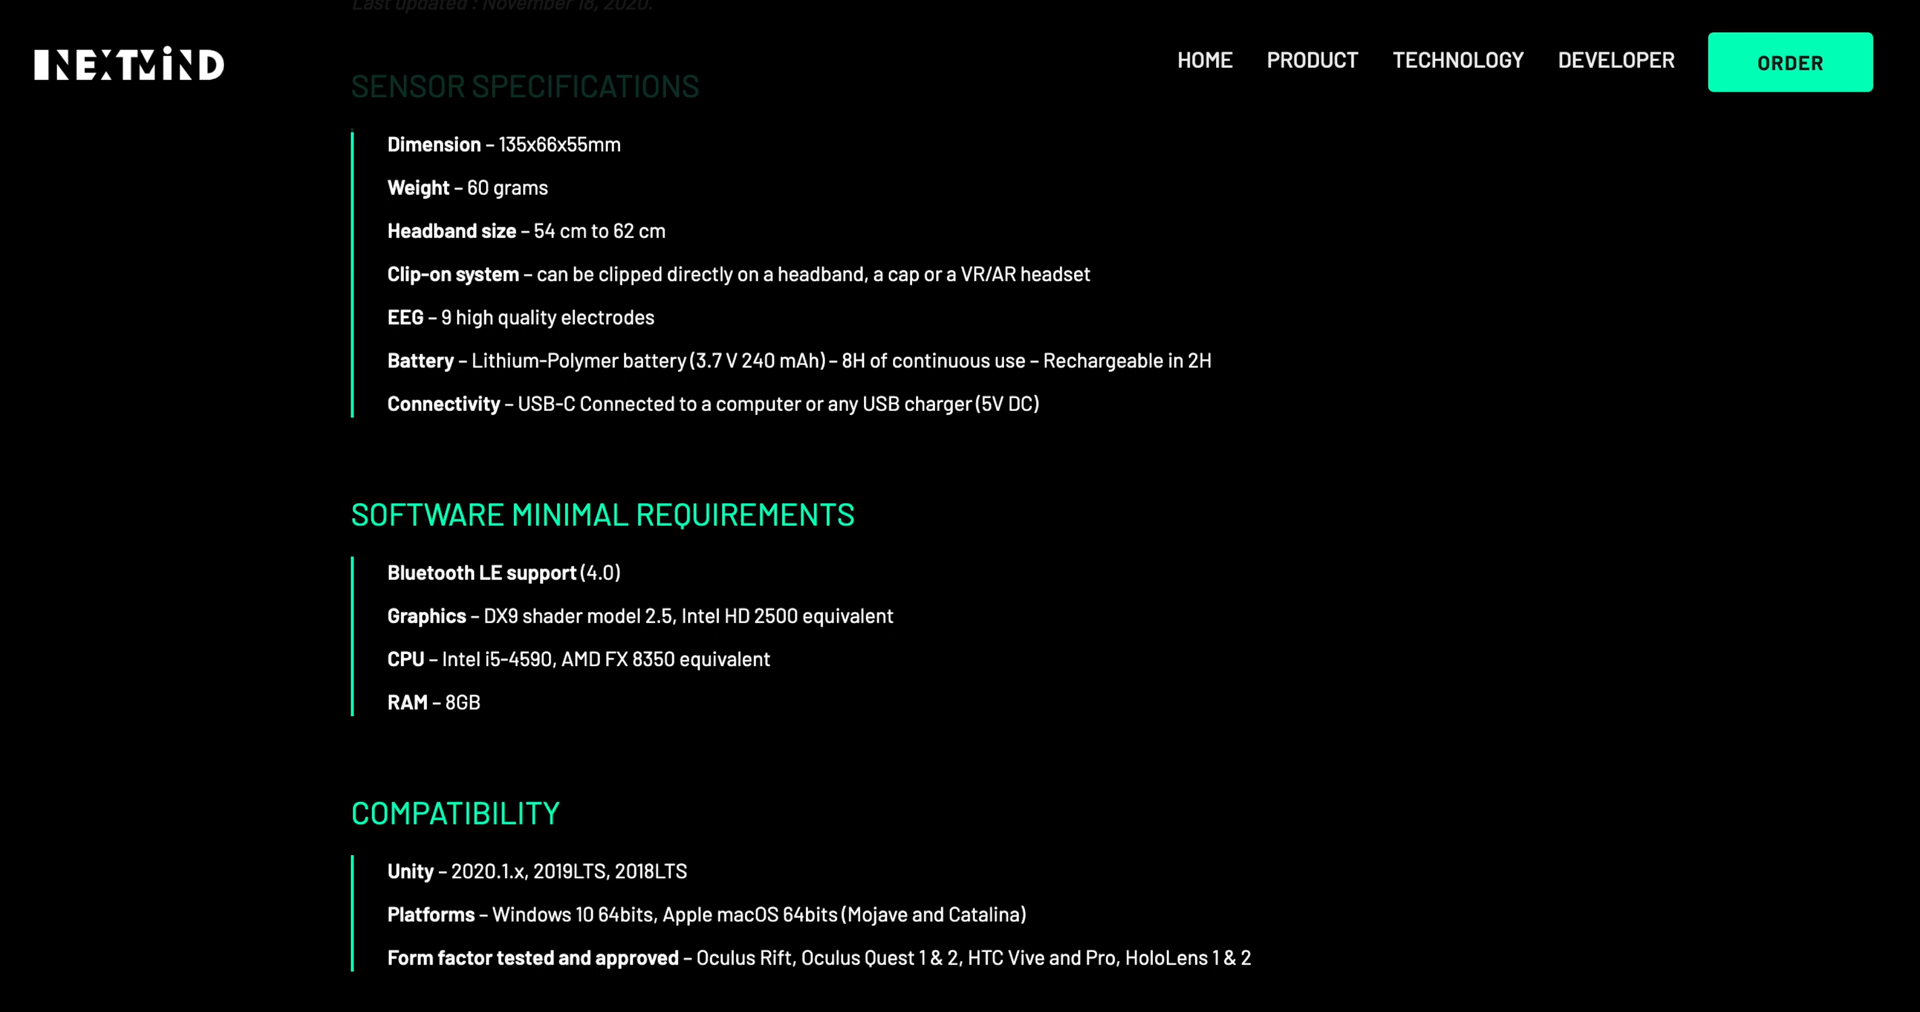 Last updated : November 18, 2020.
NEXTMiND
HOME PRODUCT TECHNOLOGY DEVELOPER ORDER
SENSOR SPECIFICATIONS
Dimension – 135x66x55mm
Weight – 60 grams
Headband size – 54 cm to 62 cm
Clip-on system – can be clipped directly on a headband, a cap or a VR/AR headset
EEG – 9 high quality electrodes
Battery – Lithium-Polymer battery (3.7 V 240 mAh) – 8H of continuous use – Rechargeable in 2H
Connectivity – USB-C Connected to a computer or any USB charger (5V DC)
SOFTWARE MINIMAL REQUIREMENTS
Bluetooth LE support (4.0)
Graphics – DX9 shader model 2.5, Intel HD 2500 equivalent
CPU – Intel i5-4590, AMD FX 8350 equivalent
RAM – 8GB
COMPATIBILITY
Unity – 2020.1.x, 2019LTS, 2018LTS
Platforms – Windows 10 64bits, Apple macOS 64bits (Mojave and Catalina)
Form factor tested and approved – Oculus Rift, Oculus Quest 1 & 2, HTC Vive and Pro, HoloLens 1 & 2